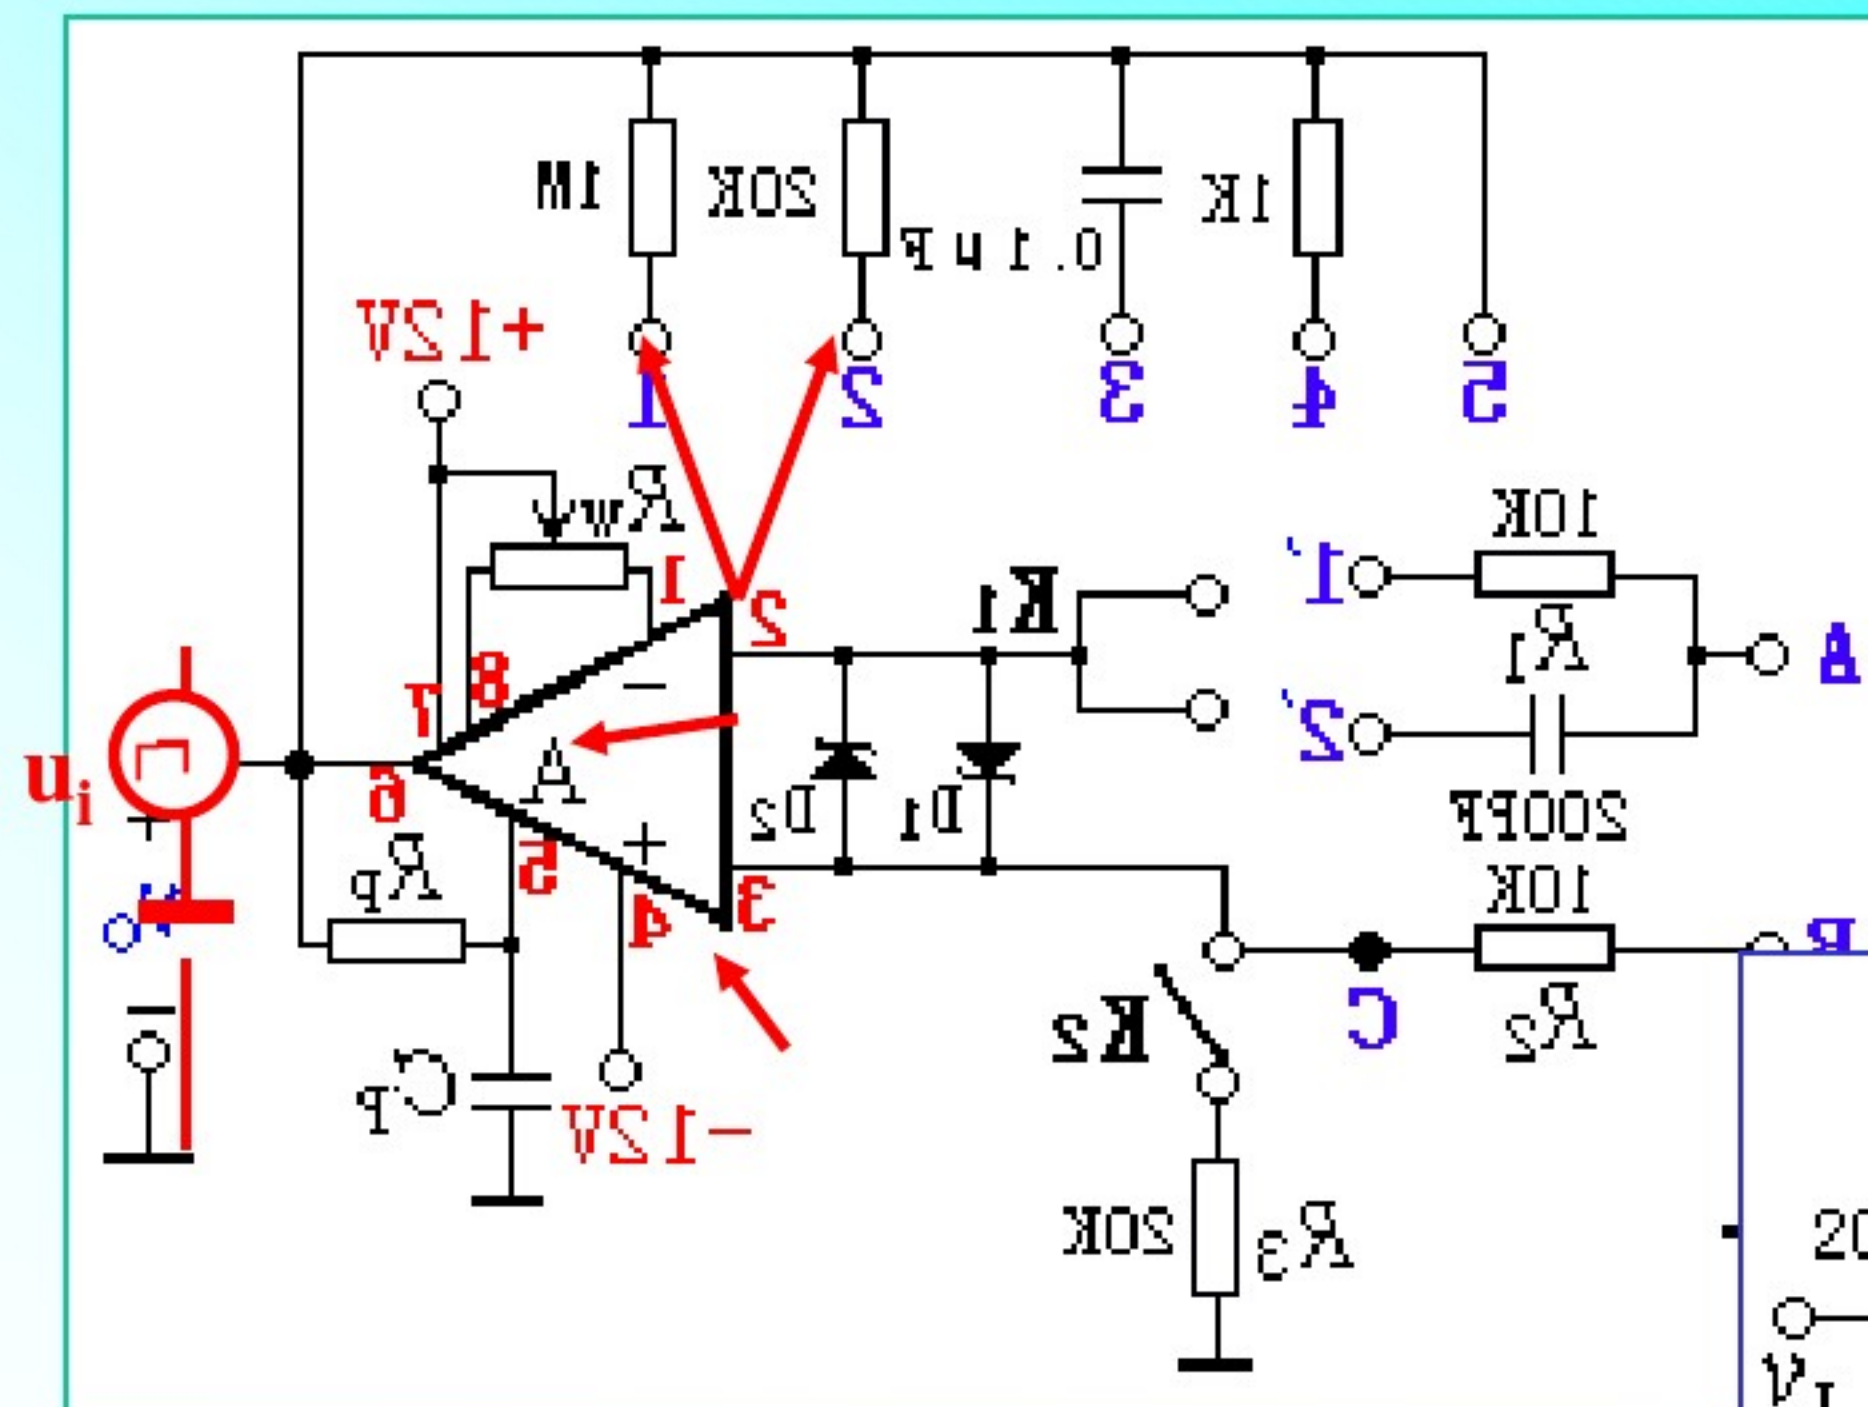 1M 20K 0.1μF 1K
+12V
1 2 3 4 5
Rw
10K
1 2 K1 1' R1 A
8
7
− 2'
ui A
6 D2 D1 200PF
+ + 10K
5 Rp
4 3
K2 C R2
−
Cp
−12V
20K R3 20
V